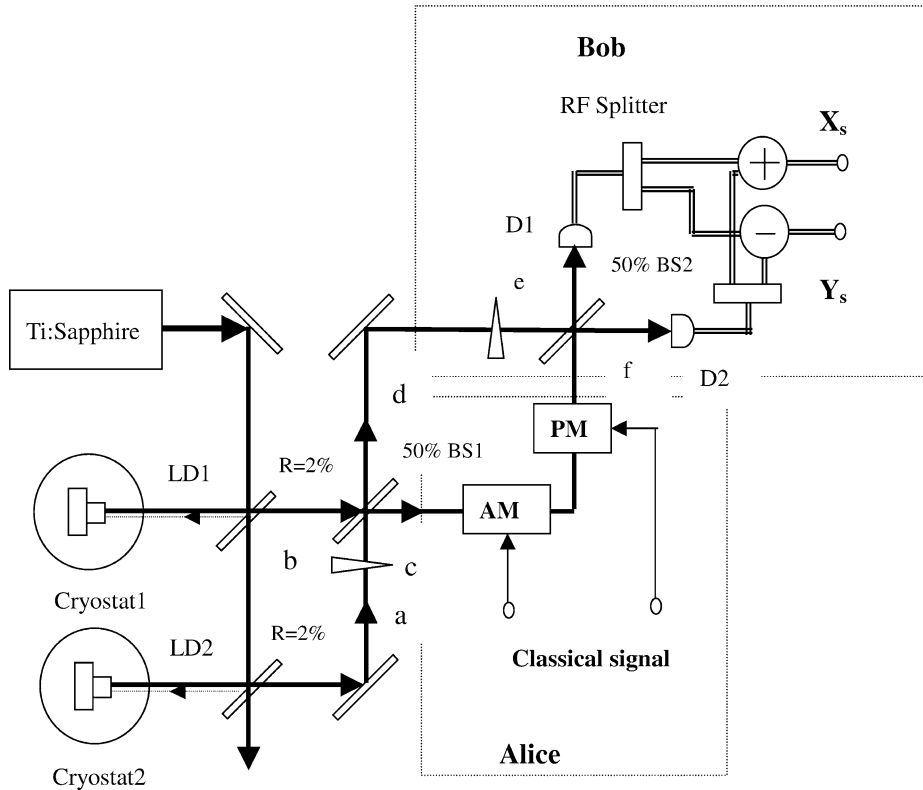 Bob
RF Splitter
Xs
D1
50% BS2
e
Ys
Ti:Sapphire
f
D2
d
PM
50% BS1
LD1
R=2%
AM
b
c
Cryostat1
a
R=2%
LD2
Classical signal
Alice
Cryostat2